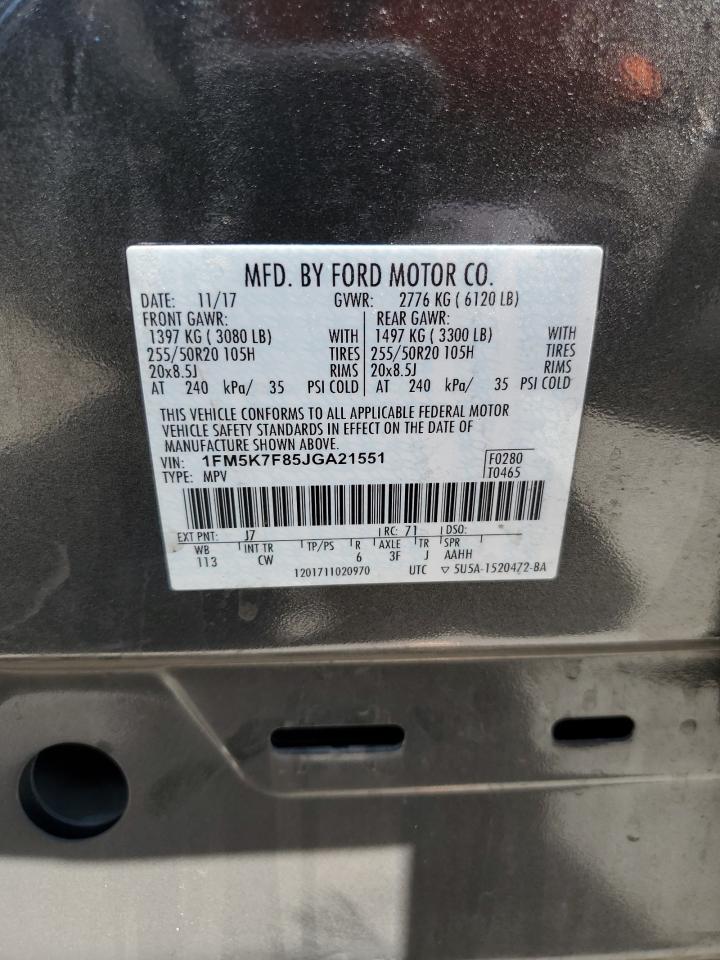 MFD. BY FORD MOTOR CO.
DATE: 11/17 GVWR: 2776 KG ( 6120 LB)
FRONT GAWR: REAR GAWR:
1397 KG ( 3080 LB) WITH 1497 KG ( 3300 LB) WITH
255/50R20 105H TIRES 255/50R20 105H TIRES
20x8.5J RIMS 20x8.5J RIMS
AT 240 kPa/ 35 PSI COLD AT 240 kPa/ 35 PSI COLD
THIS VEHICLE CONFORMS TO ALL APPLICABLE FEDERAL MOTOR
VEHICLE SAFETY STANDARDS IN EFFECT ON THE DATE OF
MANUFACTURE SHOWN ABOVE.
VIN: 1FM5K7F85JGA21551 F0280
TYPE: MPV T0465
EXT PNT: J7 RC: 71 DSO:
WB INT TR TP/PS R AXLE TR SPR
113 CW 6 3F J AAHH
1201711020970 UTC ▽ 5U5A-1520472-BA